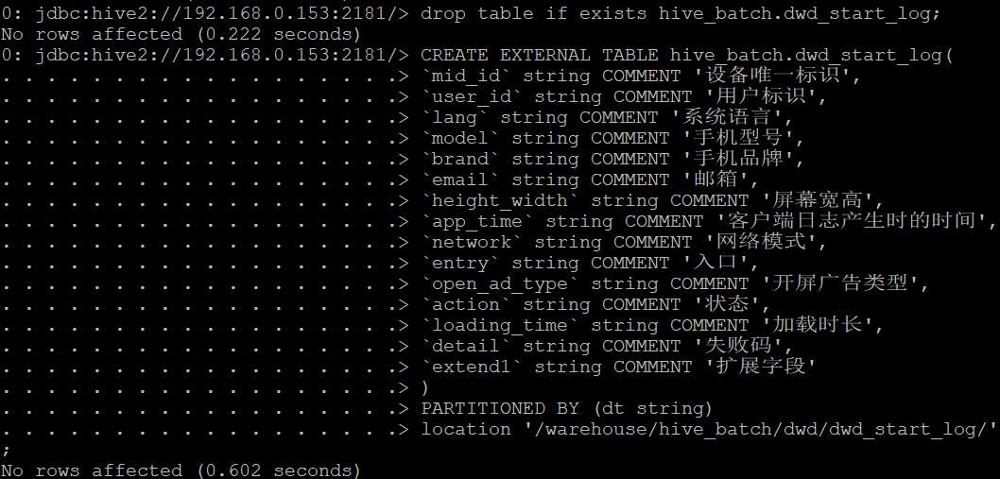 0: jdbc:hive2://192.168.0.153:2181/> drop table if exists hive_batch.dwd_start_log;
No rows affected (0.222 seconds)
0: jdbc:hive2://192.168.0.153:2181/> CREATE EXTERNAL TABLE hive_batch.dwd_start_log(
. . . . . . . . . . . . . . . . . .> `mid_id` string COMMENT '设备唯一标识',
. . . . . . . . . . . . . . . . . .> `user_id` string COMMENT '用户标识',
. . . . . . . . . . . . . . . . . .> `lang` string COMMENT '系统语言',
. . . . . . . . . . . . . . . . . .> `model` string COMMENT '手机型号',
. . . . . . . . . . . . . . . . . .> `brand` string COMMENT '手机品牌',
. . . . . . . . . . . . . . . . . .> `email` string COMMENT '邮箱',
. . . . . . . . . . . . . . . . . .> `height_width` string COMMENT '屏幕宽高',
. . . . . . . . . . . . . . . . . .> `app_time` string COMMENT '客户端日志产生时的时间',
. . . . . . . . . . . . . . . . . .> `network` string COMMENT '网络模式',
. . . . . . . . . . . . . . . . . .> `entry` string COMMENT '入口',
. . . . . . . . . . . . . . . . . .> `open_ad_type` string COMMENT '开屏广告类型',
. . . . . . . . . . . . . . . . . .> `action` string COMMENT '状态',
. . . . . . . . . . . . . . . . . .> `loading_time` string COMMENT '加载时长',
. . . . . . . . . . . . . . . . . .> `detail` string COMMENT '失败码',
. . . . . . . . . . . . . . . . . .> `extend1` string COMMENT '扩展字段'
. . . . . . . . . . . . . . . . . .> )
. . . . . . . . . . . . . . . . . .> PARTITIONED BY (dt string)
. . . . . . . . . . . . . . . . . .> location '/warehouse/hive_batch/dwd/dwd_start_log/'
;
No rows affected (0.602 seconds)